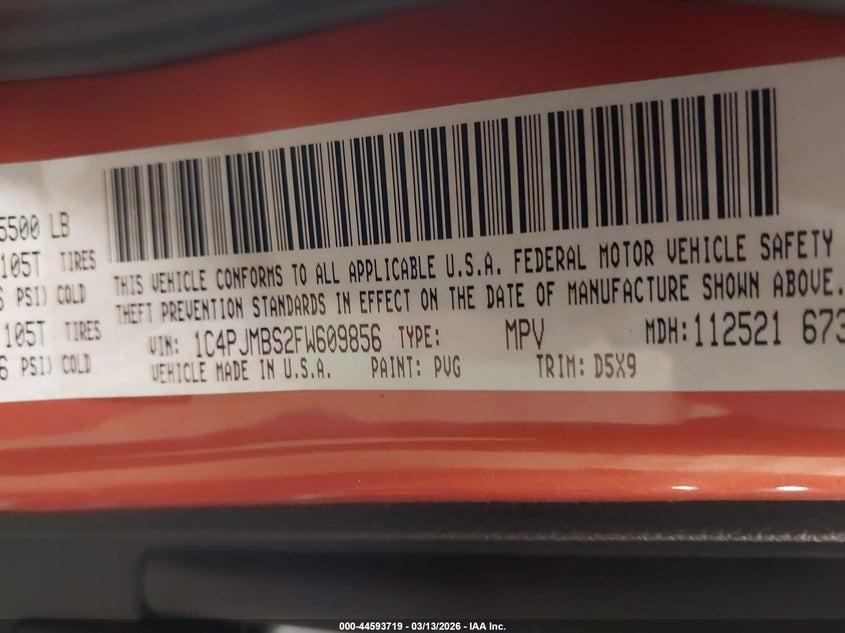 5500 LB
105T TIRES
PSI) COLD
105T TIRES
6 PSI) COLD
THIS VEHICLE CONFORMS TO ALL APPLICABLE U.S.A. FEDERAL MOTOR VEHICLE SAFETY
THEFT PREVENTION STANDARDS IN EFFECT ON THE DATE OF MANUFACTURE SHOWN ABOVE.
VIN: 1C4PJMBS2FW609856 TYPE: MPV MDH: 112521 673
VEHICLE MADE IN U.S.A. PAINT: PVG TRIM: D5X9
000-44593719 - 03/13/2026 - IAA Inc.